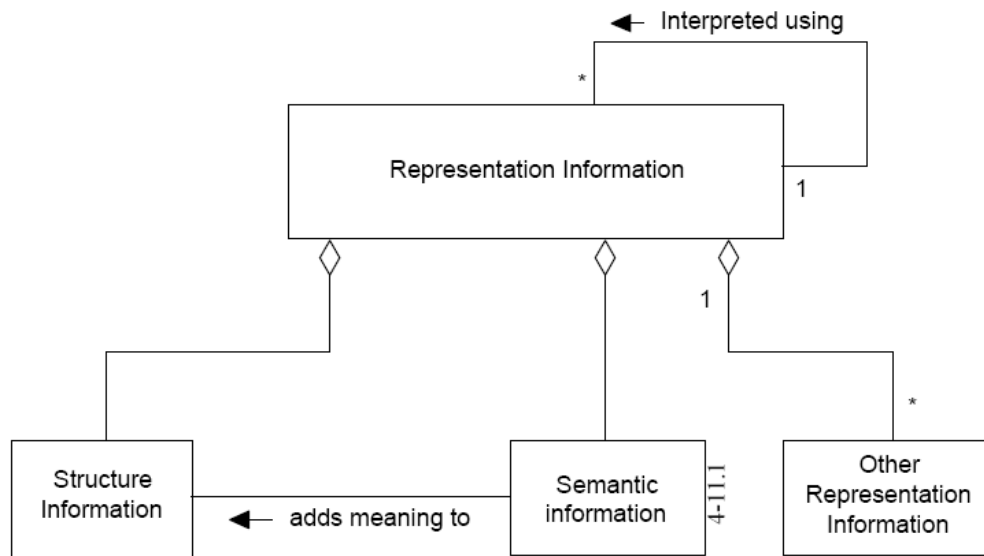 Interpreted using
*
Representation Information
1
1
*
Structure
Information
adds meaning to
Semantic
information
4-11.1
Other
Representation
Information